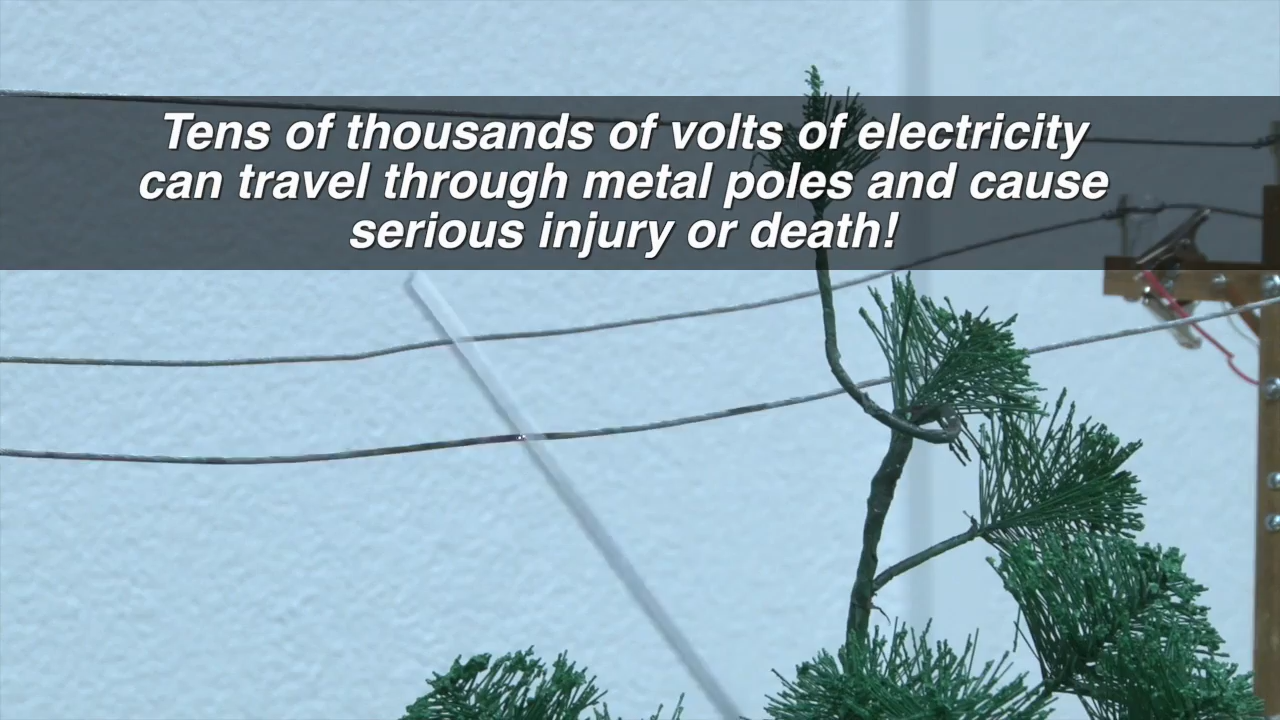 Tens of thousands of volts of electricity
can travel through metal poles and cause
serious injury or death!